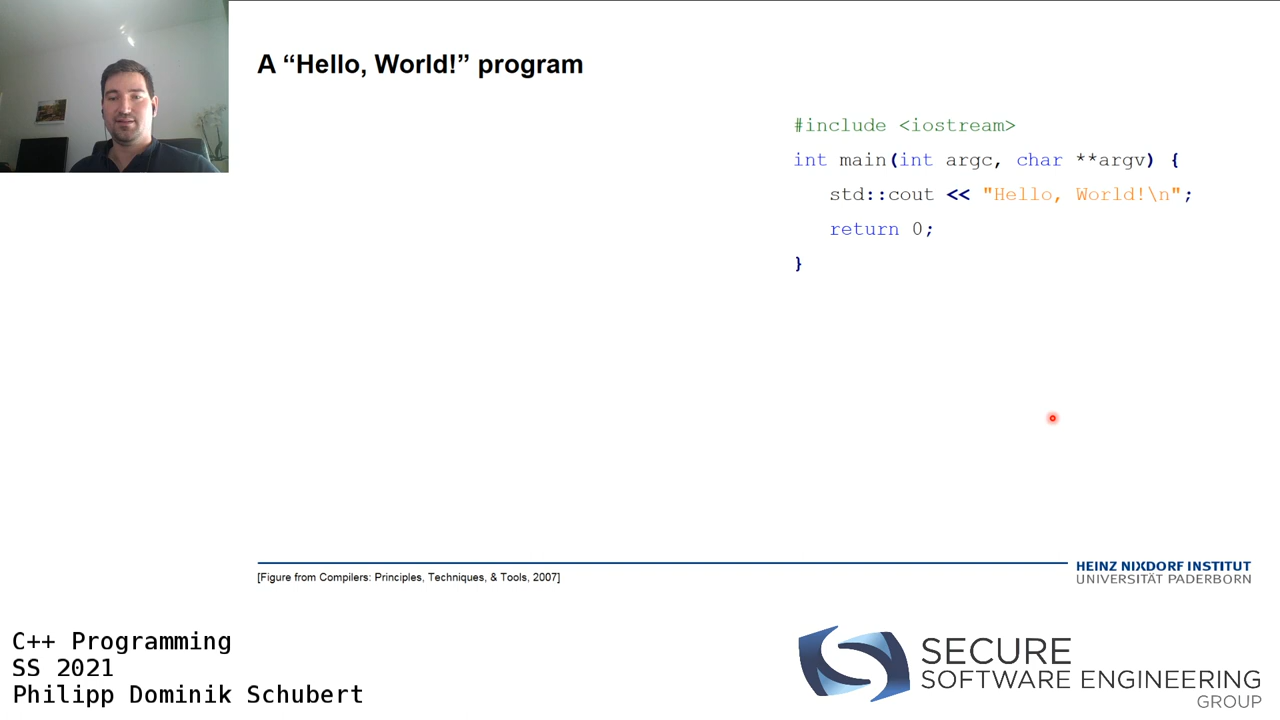 A “Hello, World!” program
#include <iostream>
int main(int argc, char **argv) {
std::cout << "Hello, World!\n";
return 0;
}
[Figure from Compilers: Principles, Techniques, & Tools, 2007]
HEINZ NIXDORF INSTITUT
UNIVERSITÄT PADERBORN
C++ Programming
SS 2021
Philipp Dominik Schubert
SECURE
SOFTWARE ENGINEERING
GROUP